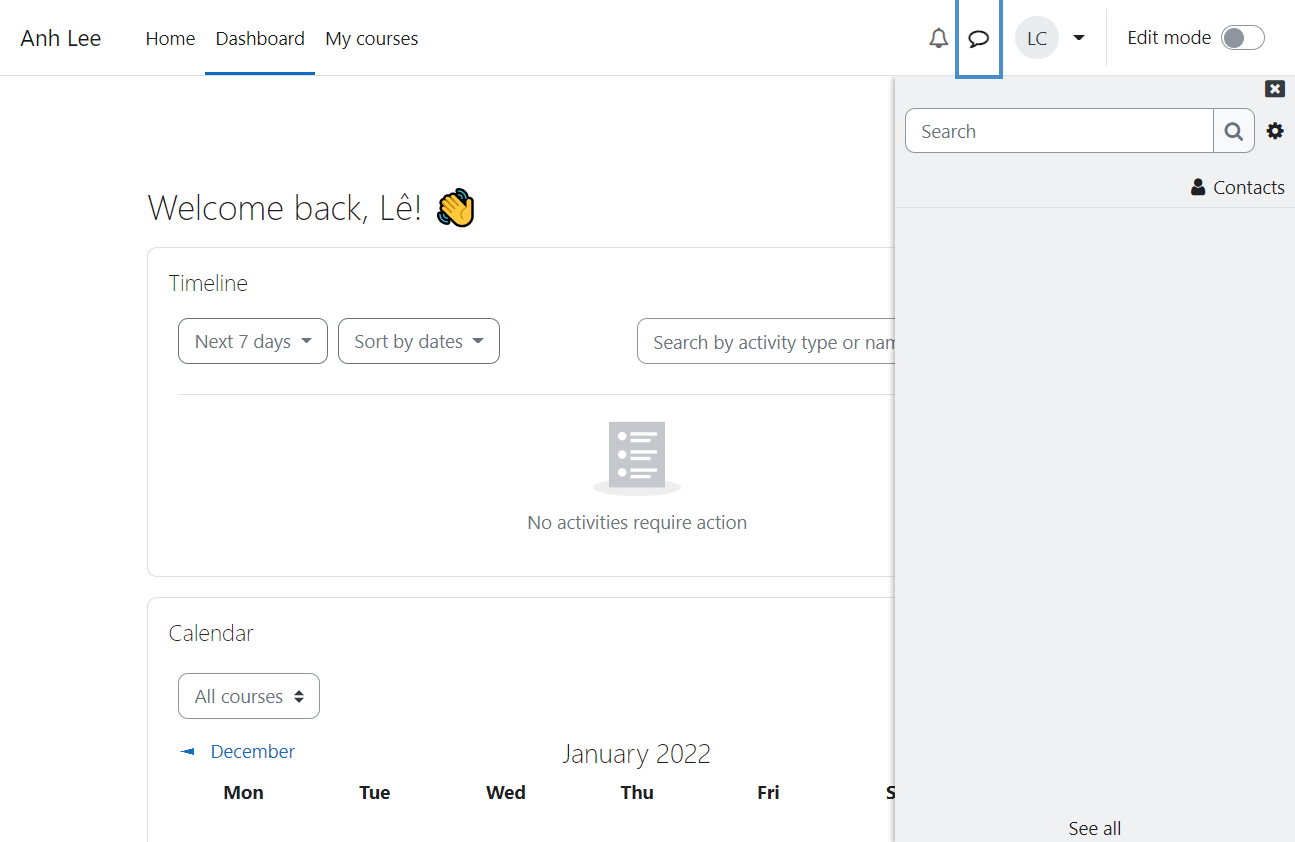 Anh Lee Home Dashboard My courses LC Edit mode
Search
Contacts
Welcome back, Lê!
Timeline
Next 7 days Sort by dates Search by activity type or nam
No activities require action
Calendar
All courses
December January 2022
Mon Tue Wed Thu Fri S
See all